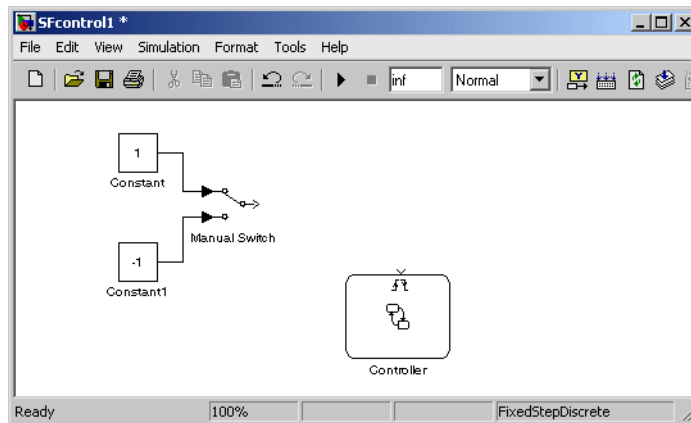 SFcontrol1 *
File Edit View Simulation Format Tools Help
inf Normal
1
Constant
Manual Switch
-1
Constant1
Controller
Ready 100% FixedStepDiscrete